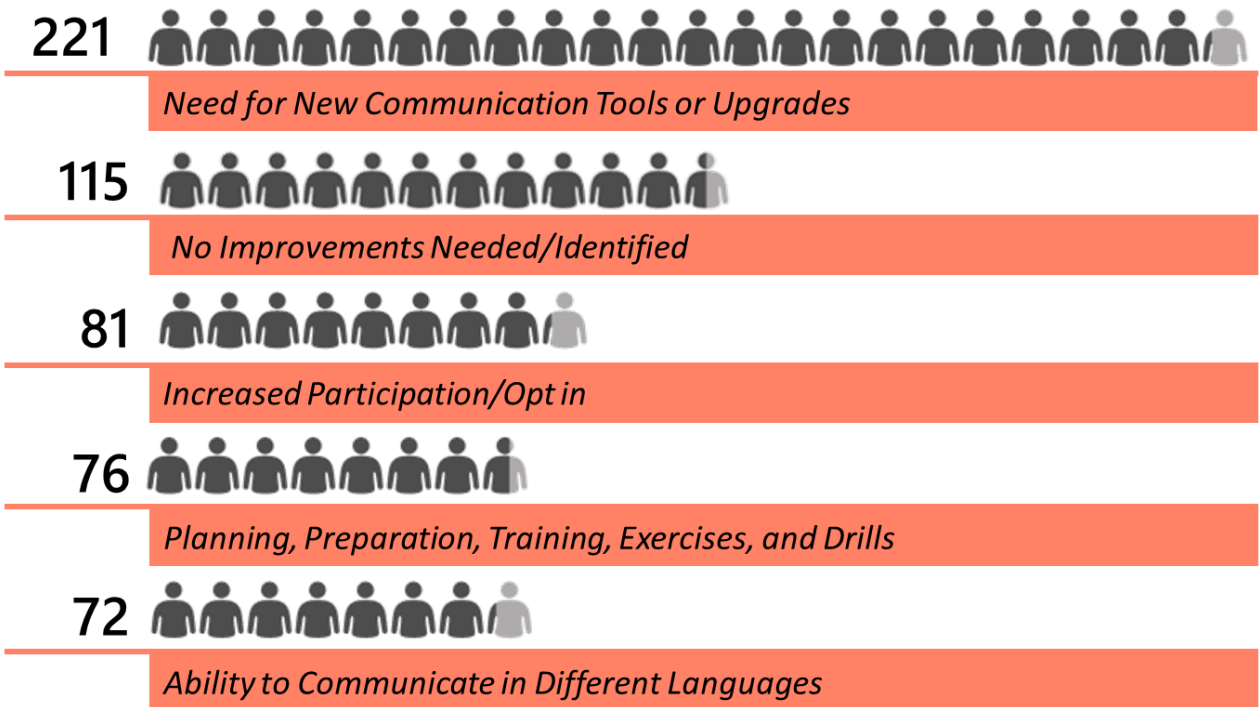 221
Need for New Communication Tools or Upgrades
115
No Improvements Needed/Identified
81
Increased Participation/Opt in
76
Planning, Preparation, Training, Exercises, and Drills
72
Ability to Communicate in Different Languages